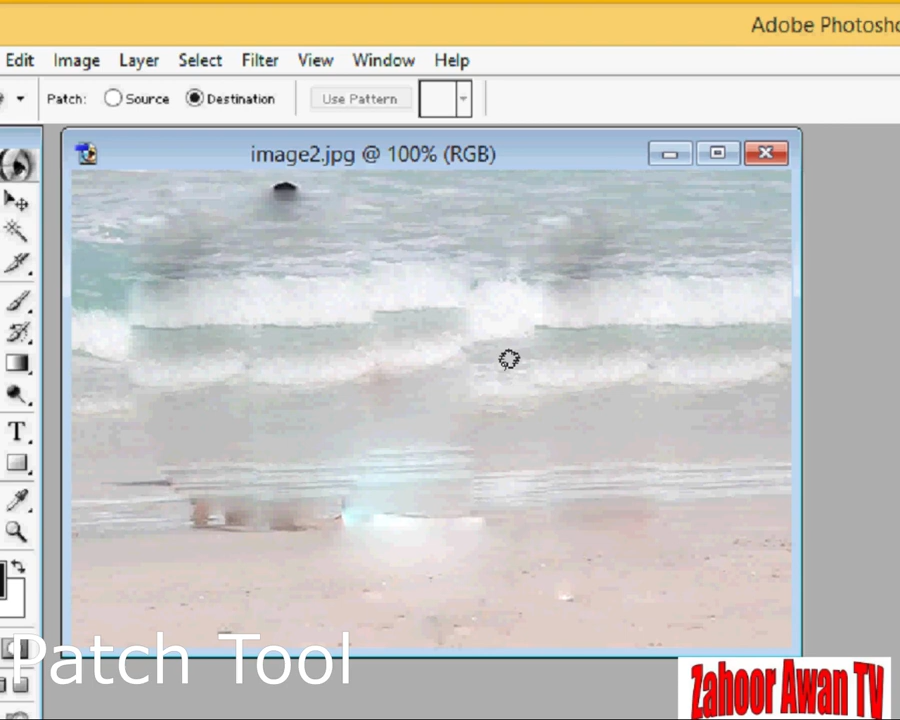 Adobe Photosho
Edit Image Layer Select Filter View Window Help
Patch: Source Destination Use Pattern
image2.jpg @ 100% (RGB)
T
Patch Tool
Zahoor Awan TV